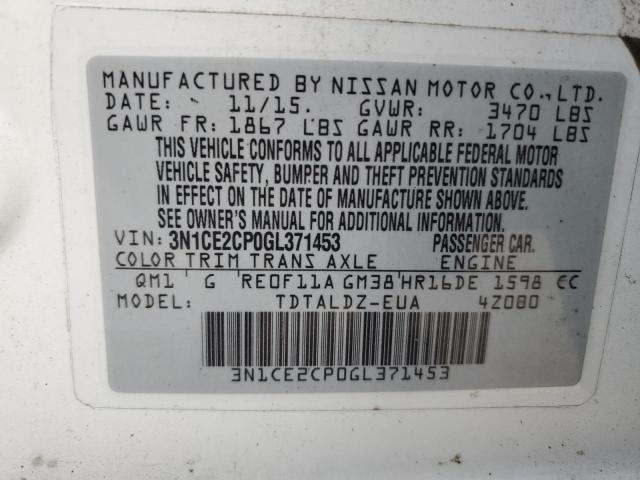 MANUFACTURED BY NISSAN MOTOR CO.,LTD.
DATE: 11/15. GVWR: 3470 LBS
GAWR FR: 1867 LBS GAWR RR: 1704 LBS
THIS VEHICLE CONFORMS TO ALL APPLICABLE FEDERAL MOTOR
VEHICLE SAFETY, BUMPER AND THEFT PREVENTION STANDARDS
IN EFFECT ON THE DATE OF MANUFACTURE SHOWN ABOVE.
SEE OWNER'S MANUAL FOR ADDITIONAL INFORMATION.
VIN: 3N1CE2CP0GL371453 PASSENGER CAR.
COLOR TRIM TRANS AXLE ENGINE
QM1 G RE0F11A GM38 HR16DE 1598 CC
MODEL: TDTALDZ-EUA 4Z080
3N1CE2CP0GL371453